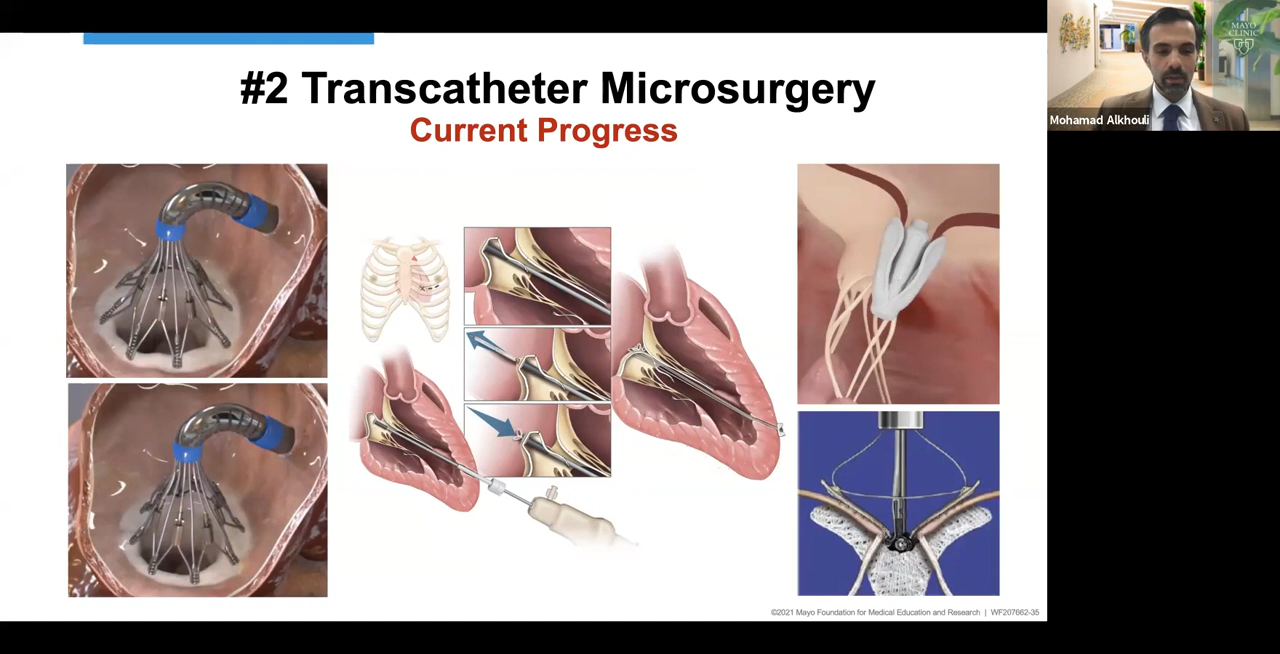 #2 Transcatheter Microsurgery
Current Progress
©2021 Mayo Foundation for Medical Education and Research | WF207662-35
MAYO
CLINIC
Mohamad Alkhouli